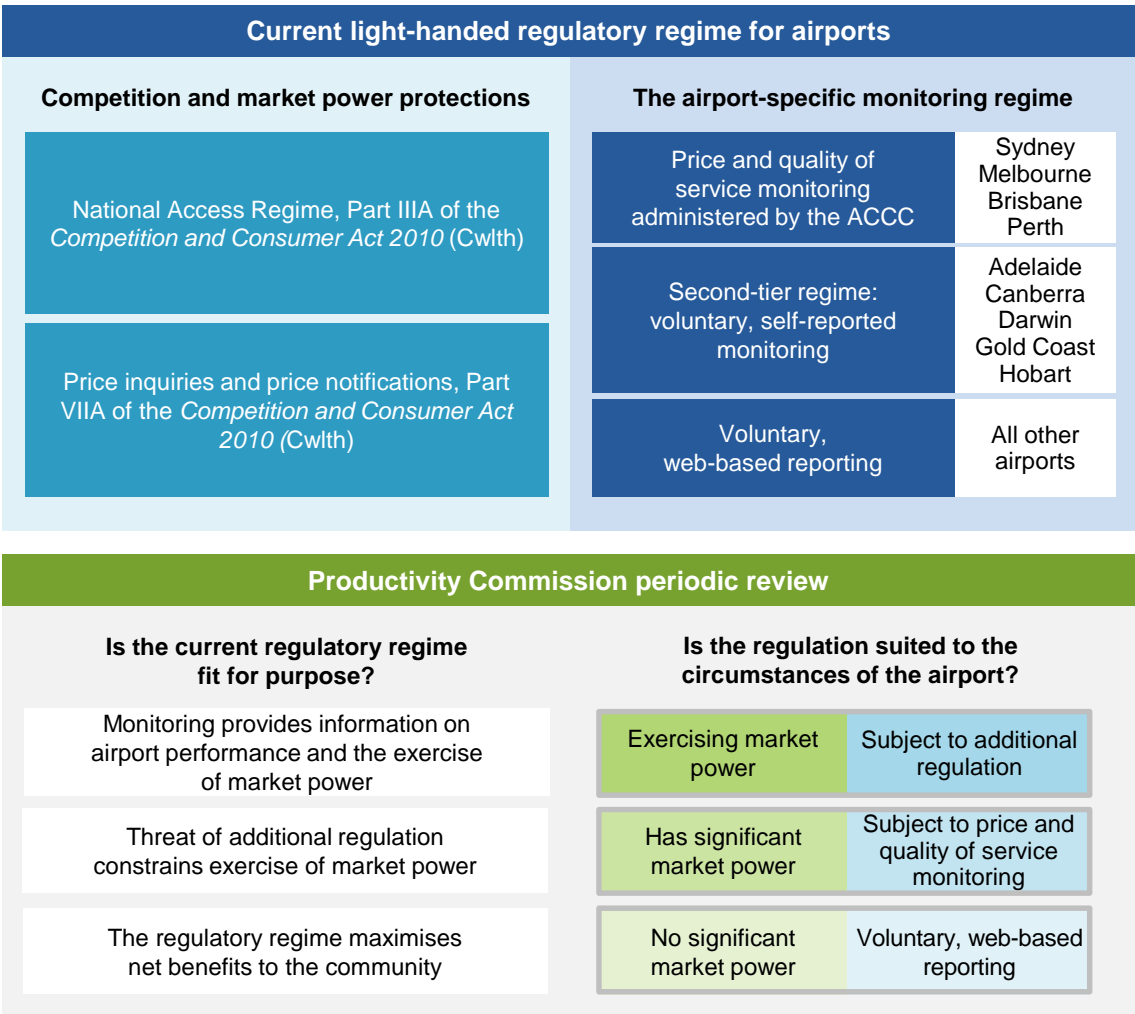 Current light-handed regulatory regime for airports
Competition and market power protections
National Access Regime, Part IIIA of the
Competition and Consumer Act 2010 (Cwlth)
Price inquiries and price notifications, Part
VIIA of the Competition and Consumer Act
2010 (Cwlth)
The airport-specific monitoring regime
Price and quality of
service monitoring
administered by the ACCC
Sydney
Melbourne
Brisbane
Perth
Second-tier regime:
voluntary, self-reported
monitoring
Adelaide
Canberra
Darwin
Gold Coast
Hobart
Voluntary,
web-based reporting
All other
airports
Productivity Commission periodic review
Is the current regulatory regime
fit for purpose?
Monitoring provides information on
airport performance and the exercise
of market power
Threat of additional regulation
constrains exercise of market power
The regulatory regime maximises
net benefits to the community
Is the regulation suited to the
circumstances of the airport?
Exercising market
power
Subject to additional
regulation
Has significant
market power
Subject to price and
quality of service
monitoring
No significant
market power
Voluntary, web-based
reporting